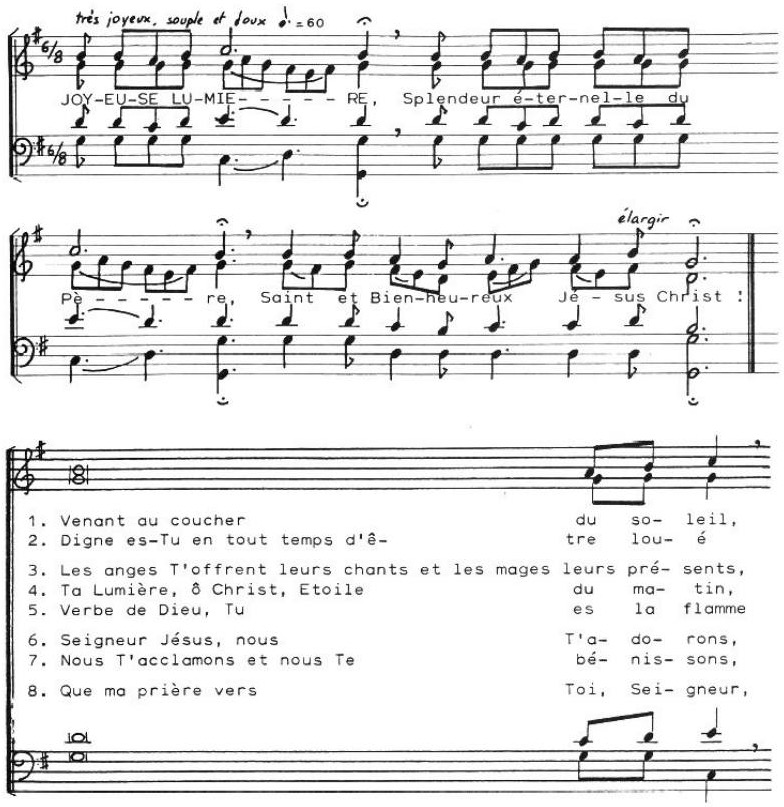 très joyeux, souple et doux ♩. = 60
6/8
JOY-EU-SE LU-MIE- - - - - -RE, Splendeur é-ter-nel-le du
6/8
élargir
Pè - - - - - - re, Saint et Bien-heu-reux Jé - sus Christ !
1. Venant au coucher du so- leil,
2. Digne es-Tu en tout temps d'ê- tre lou- é
3. Les anges T'offrent leurs chants et les mages leurs pré- sents,
4. Ta Lumière, ô Christ, Etoile du ma- tin,
5. Verbe de Dieu, Tu es la flamme
6. Seigneur Jésus, nous T'a- do- rons,
7. Nous T'acclamons et nous Te bé- nis- sons,
8. Que ma prière vers Toi, Sei- gneur,